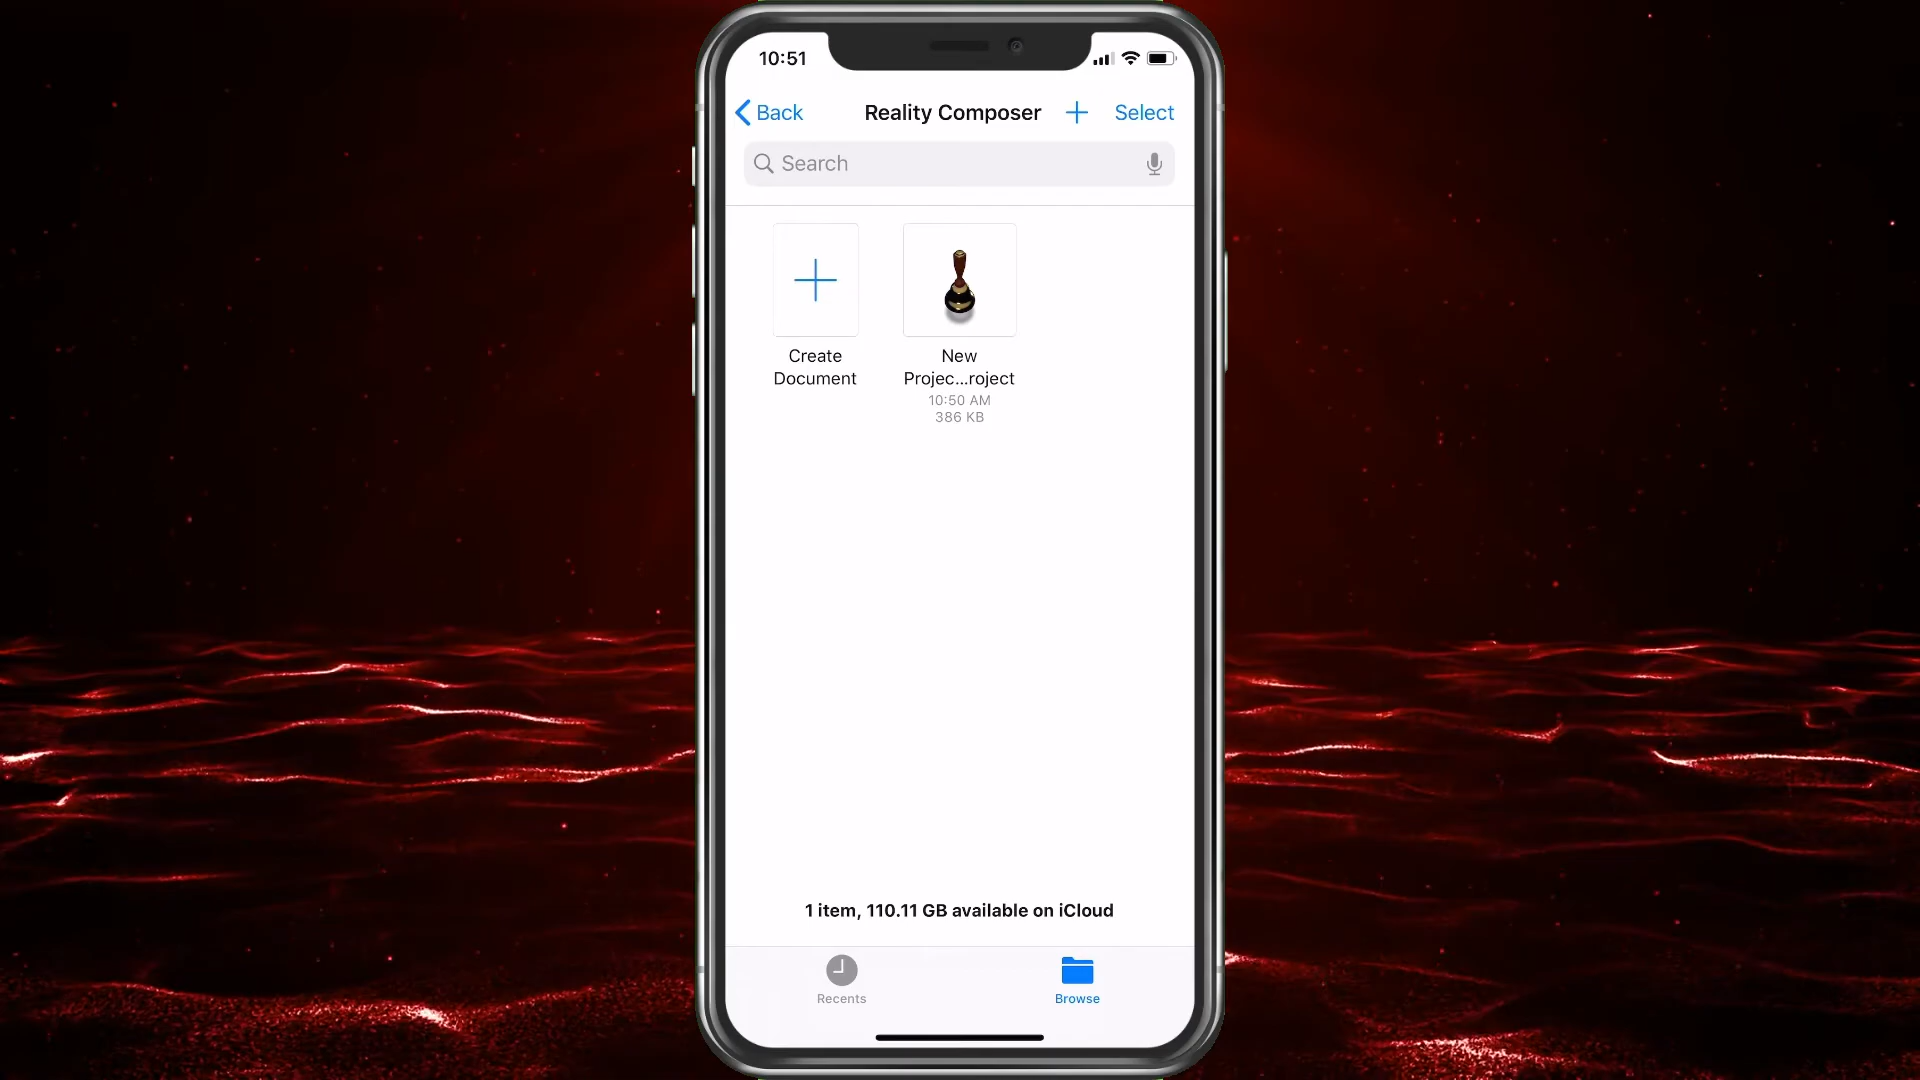 10:51
Back
Reality Composer
Select
Search
Create
Document
New
Projec...roject
10:50 AM
386 KB
1 item, 110.11 GB available on iCloud
Recents
Browse